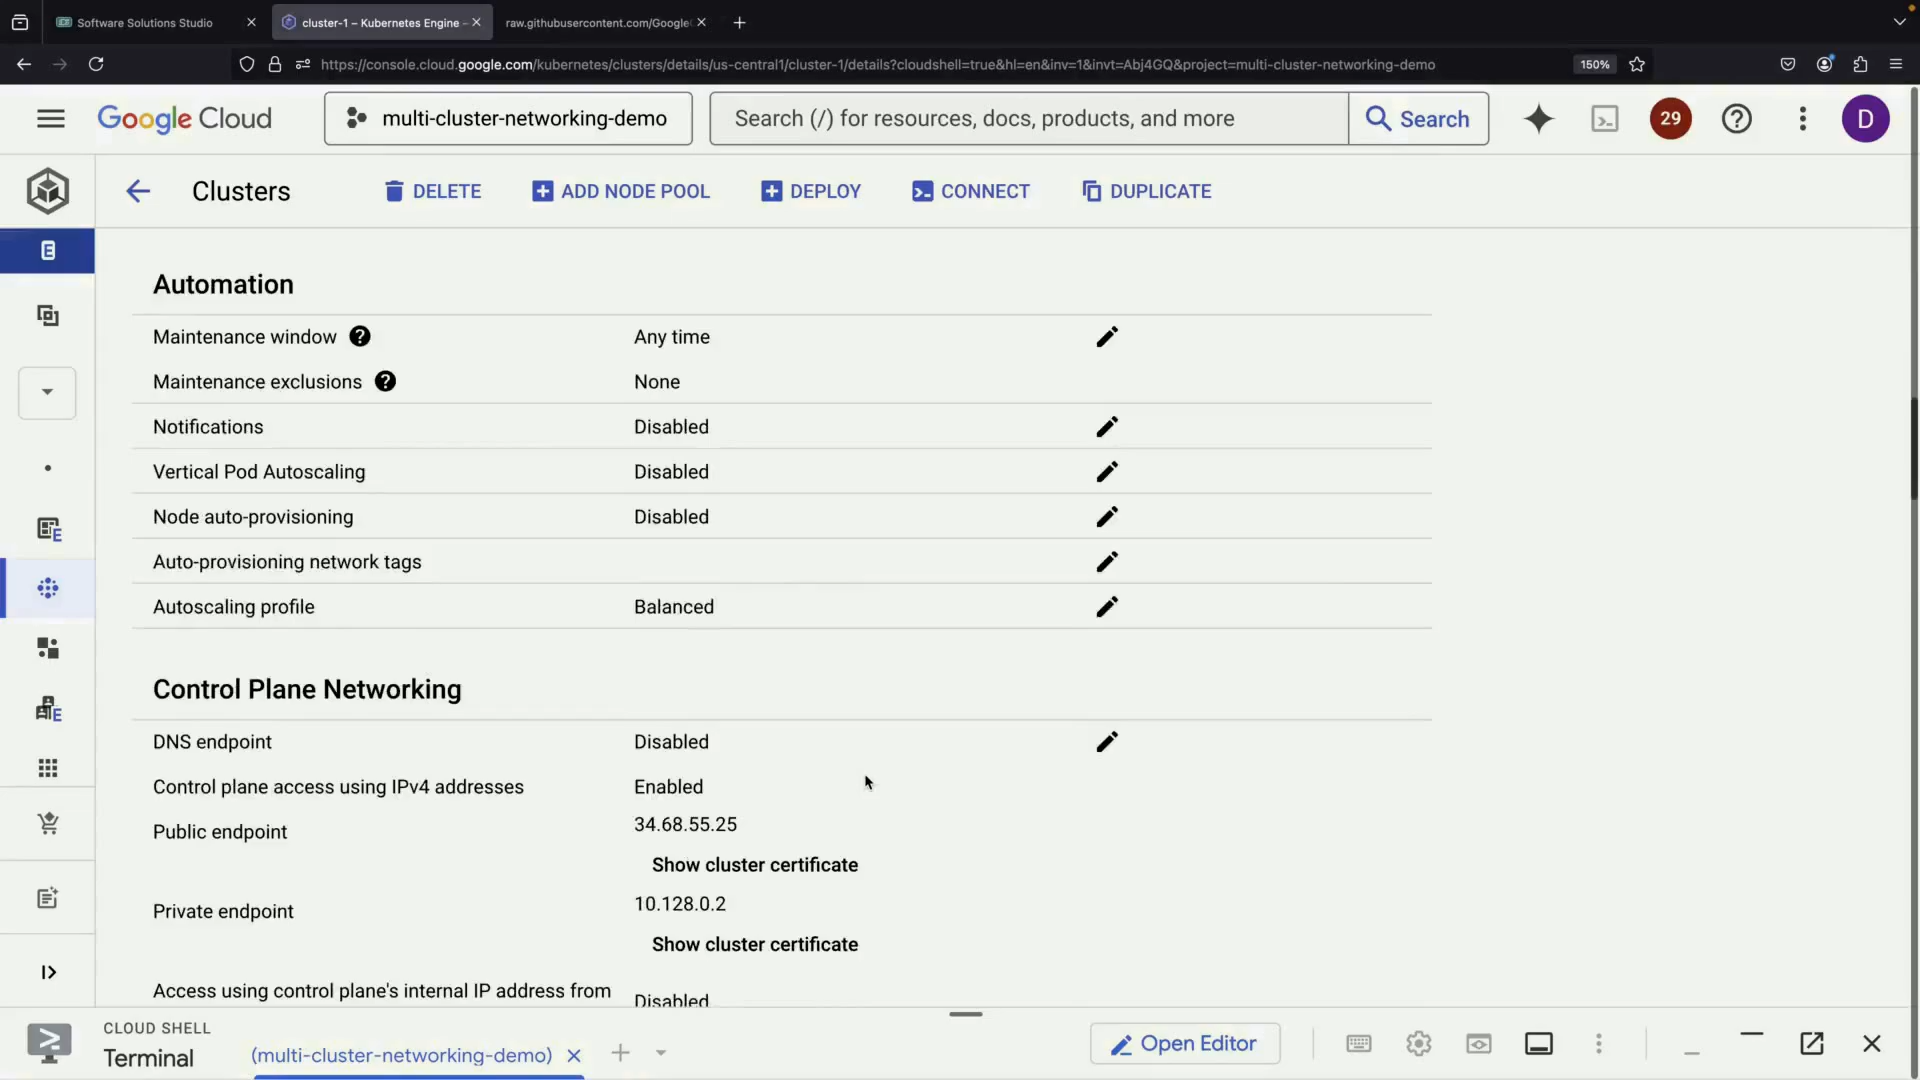 Software Solutions Studio
cluster-1 – Kubernetes Engine –
raw.githubusercontent.com/Google
https://console.cloud.google.com/kubernetes/clusters/details/us-central1/cluster-1/details?cloudshell=true&hl=en&inv=1&invt=Abj4GQ&project=multi-cluster-networking-demo
150%
Google Cloud
multi-cluster-networking-demo
Search (/) for resources, docs, products, and more
Search
29
D
Clusters
DELETE
ADD NODE POOL
DEPLOY
CONNECT
DUPLICATE
Automation
Maintenance window Any time
Maintenance exclusions None
Notifications Disabled
Vertical Pod Autoscaling Disabled
Node auto-provisioning Disabled
Auto-provisioning network tags
Autoscaling profile Balanced
Control Plane Networking
DNS endpoint Disabled
Control plane access using IPv4 addresses Enabled
Public endpoint 34.68.55.25
Show cluster certificate
Private endpoint 10.128.0.2
Show cluster certificate
Access using control plane's internal IP address from Disabled
CLOUD SHELL
Terminal
(multi-cluster-networking-demo)
Open Editor